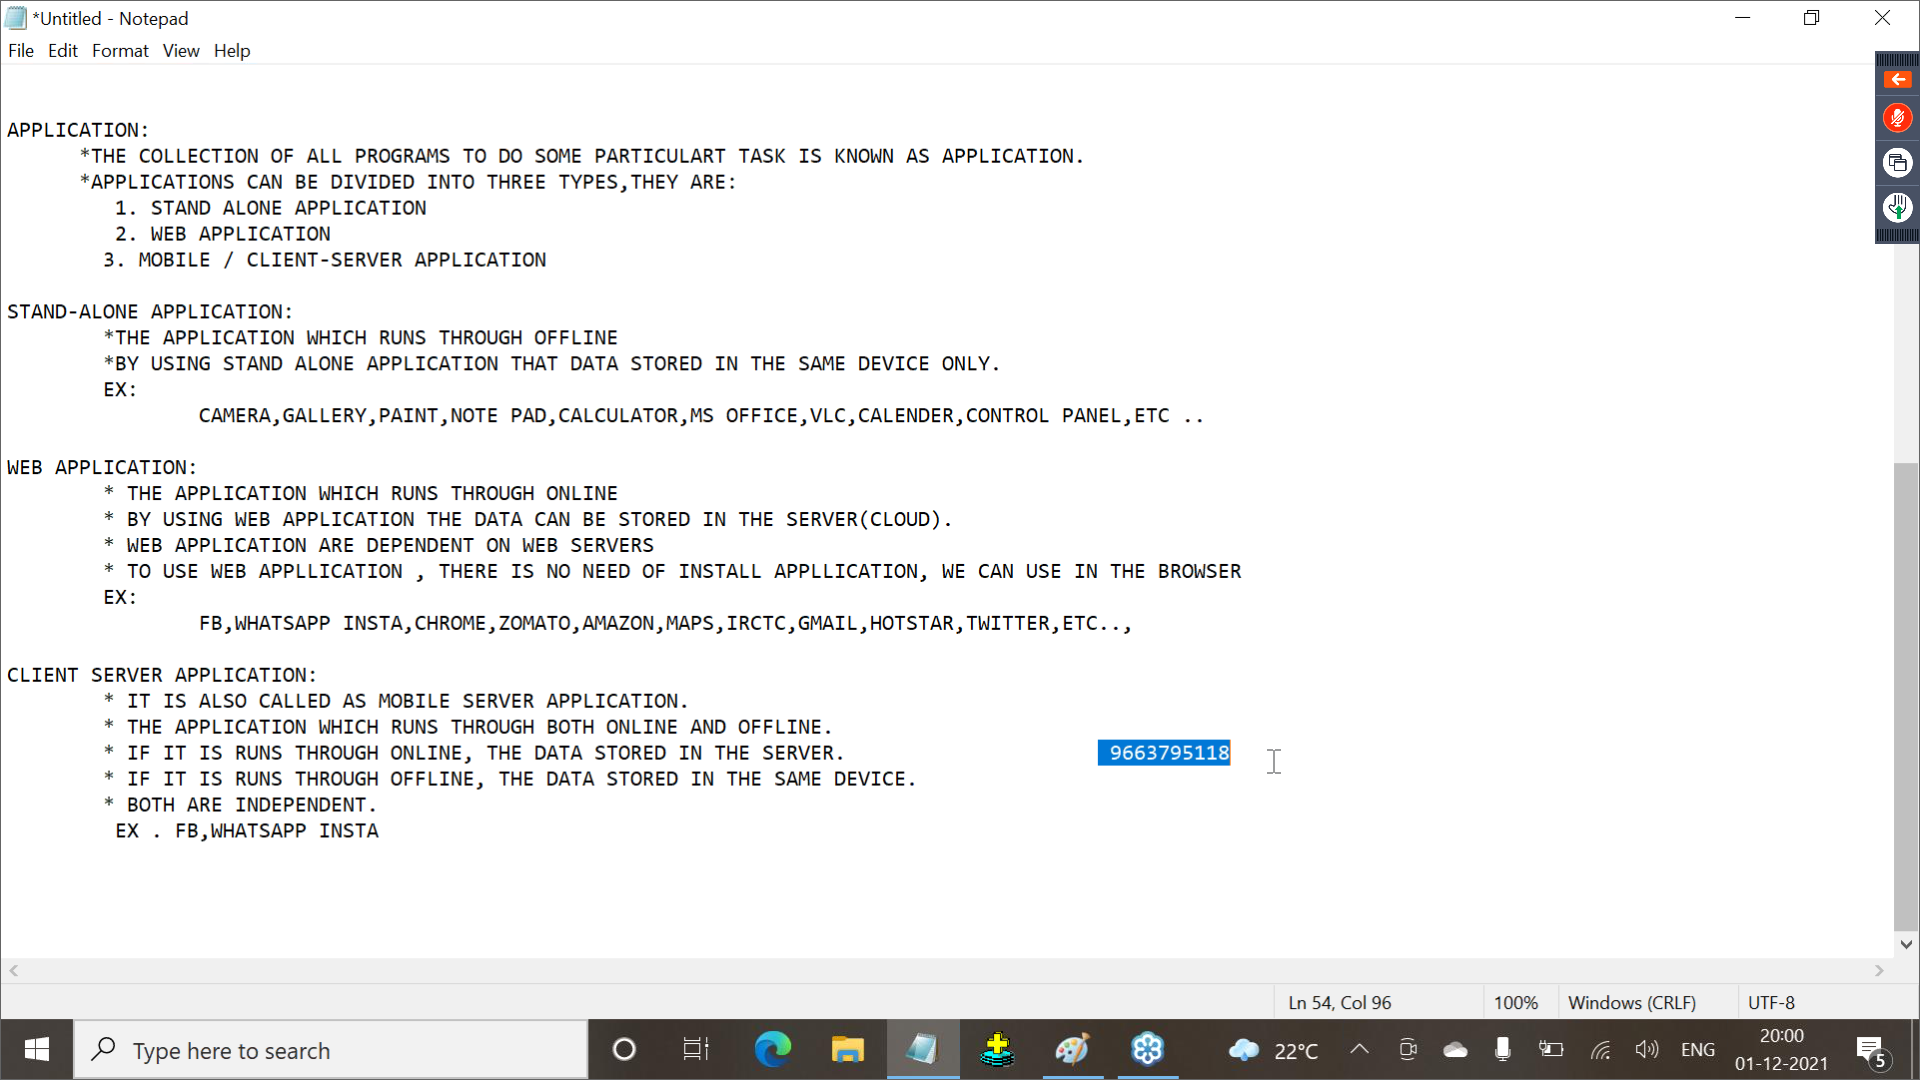 *Untitled - Notepad
File Edit Format View Help
APPLICATION:
*THE COLLECTION OF ALL PROGRAMS TO DO SOME PARTICULART TASK IS KNOWN AS APPLICATION.
*APPLICATIONS CAN BE DIVIDED INTO THREE TYPES,THEY ARE:
1. STAND ALONE APPLICATION
2. WEB APPLICATION
3. MOBILE / CLIENT-SERVER APPLICATION
STAND-ALONE APPLICATION:
*THE APPLICATION WHICH RUNS THROUGH OFFLINE
*BY USING STAND ALONE APPLICATION THAT DATA STORED IN THE SAME DEVICE ONLY.
EX:
CAMERA,GALLERY,PAINT,NOTE PAD,CALCULATOR,MS OFFICE,VLC,CALENDER,CONTROL PANEL,ETC ..
WEB APPLICATION:
* THE APPLICATION WHICH RUNS THROUGH ONLINE
* BY USING WEB APPLICATION THE DATA CAN BE STORED IN THE SERVER(CLOUD).
* WEB APPLICATION ARE DEPENDENT ON WEB SERVERS
* TO USE WEB APPLLICATION , THERE IS NO NEED OF INSTALL APPLLICATION, WE CAN USE IN THE BROWSER
EX:
FB,WHATSAPP INSTA,CHROME,ZOMATO,AMAZON,MAPS,IRCTC,GMAIL,HOTSTAR,TWITTER,ETC..,
CLIENT SERVER APPLICATION:
* IT IS ALSO CALLED AS MOBILE SERVER APPLICATION.
* THE APPLICATION WHICH RUNS THROUGH BOTH ONLINE AND OFFLINE.
* IF IT IS RUNS THROUGH ONLINE, THE DATA STORED IN THE SERVER. 9663795118
* IF IT IS RUNS THROUGH OFFLINE, THE DATA STORED IN THE SAME DEVICE.
* BOTH ARE INDEPENDENT.
EX . FB,WHATSAPP INSTA
Ln 54, Col 96 100% Windows (CRLF) UTF-8
Type here to search 22°C ENG 20:00
01-12-2021 5